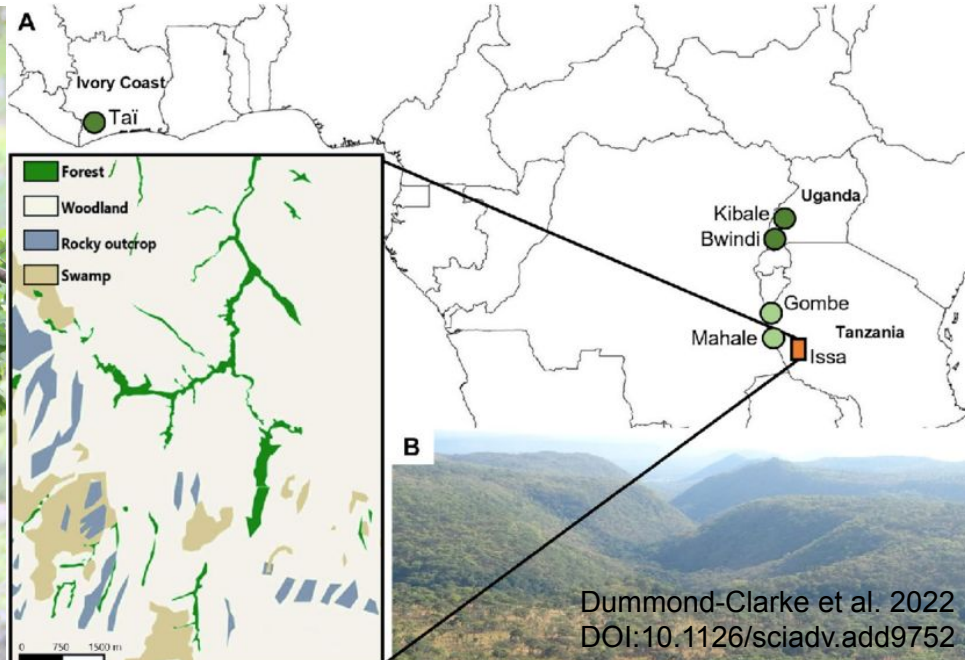 A
Ivory Coast
Taï
Forest
Woodland
Rocky outcrop
Swamp
0 750 1500 m
Kibale
Uganda
Bwindi
Gombe
Mahale
Tanzania
Issa
B
Dummond-Clarke et al. 2022
DOI:10.1126/sciadv.add9752